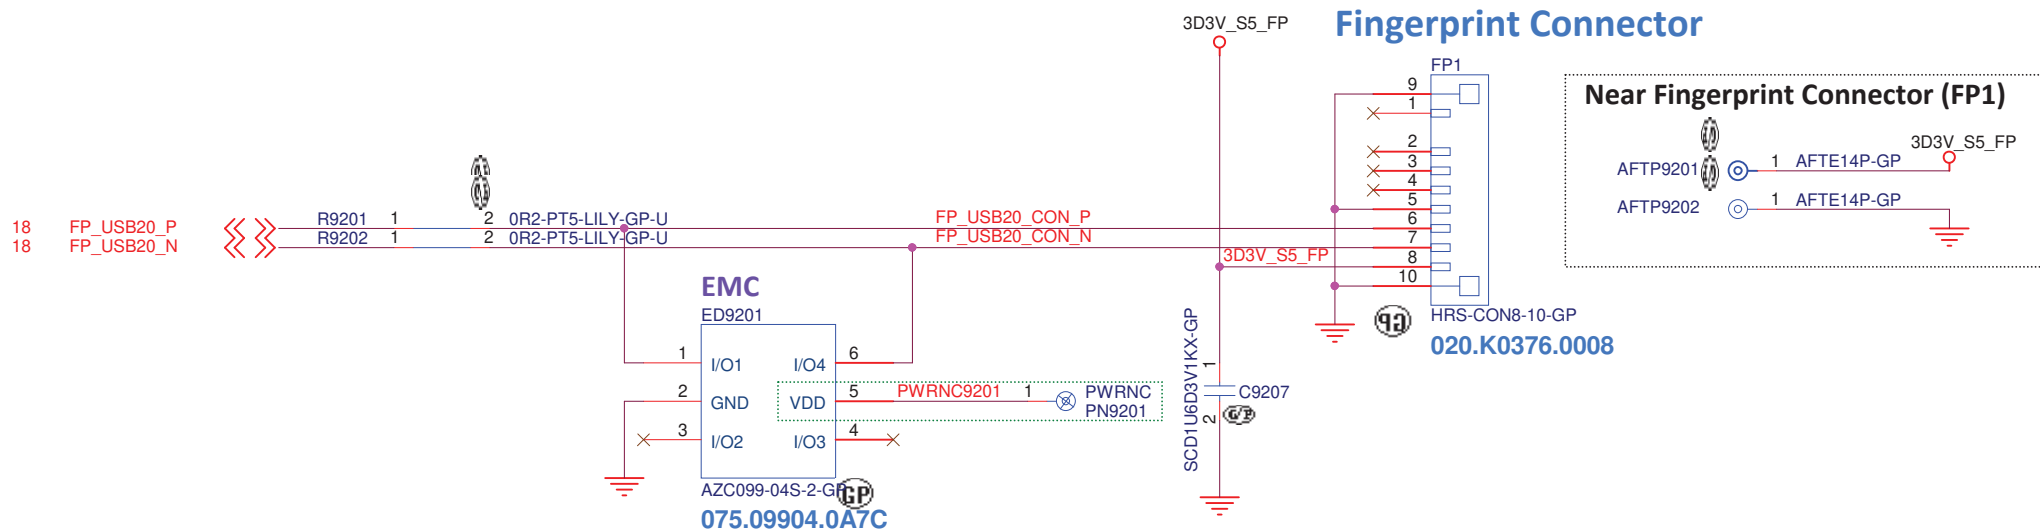 Fingerprint Connector
3D3V_S5_FP
FP1
9
1
2
3
4
5
6
7
8
10
HRS-CON8-10-GP
020.K0376.0008
Near Fingerprint Connector (FP1)
3D3V_S5_FP
AFTP9201 1 AFTE14P-GP
AFTP9202 1 AFTE14P-GP
18 FP_USB20_P R9201 1 2 0R2-PT5-LILY-GP-U FP_USB20_CON_P
18 FP_USB20_N R9202 1 2 0R2-PT5-LILY-GP-U FP_USB20_CON_N
3D3V_S5_FP
EMC
ED9201
1 I/O1 I/O4 6
2 GND VDD 5 PWRNC9201 1 PWRNC
PN9201
3 I/O2 I/O3 4
AZC099-04S-2-GP
GP
075.09904.0A7C
SCD1U6D3V1KX-GP
1
C9207
2